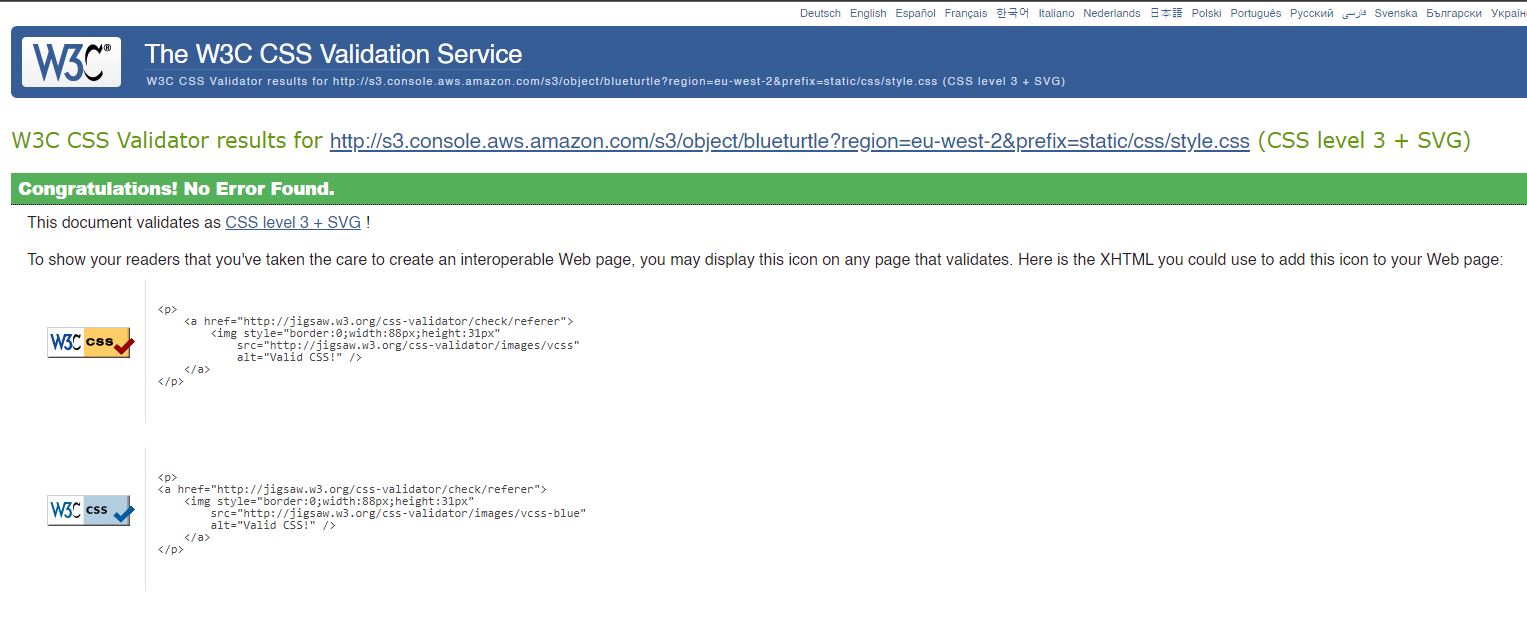 Deutsch English Español Français 한국어 Italiano Nederlands 日本語 Polski Português Русский فارسی Svenska Български Україн
W3C®
The W3C CSS Validation Service
W3C CSS Validator results for http://s3.console.aws.amazon.com/s3/object/blueturtle?region=eu-west-2&prefix=static/css/style.css (CSS level 3 + SVG)
W3C CSS Validator results for http://s3.console.aws.amazon.com/s3/object/blueturtle?region=eu-west-2&prefix=static/css/style.css (CSS level 3 + SVG)
Congratulations! No Error Found.
This document validates as CSS level 3 + SVG !
To show your readers that you've taken the care to create an interoperable Web page, you may display this icon on any page that validates. Here is the XHTML you could use to add this icon to your Web page:
W3C css
<p>
    <a href="http://jigsaw.w3.org/css-validator/check/referer">
        <img style="border:0;width:88px;height:31px"
            src="http://jigsaw.w3.org/css-validator/images/vcss"
            alt="Valid CSS!" />
    </a>
</p>
W3C css
<p>
<a href="http://jigsaw.w3.org/css-validator/check/referer">
    <img style="border:0;width:88px;height:31px"
        src="http://jigsaw.w3.org/css-validator/images/vcss-blue"
        alt="Valid CSS!" />
    </a>
</p>